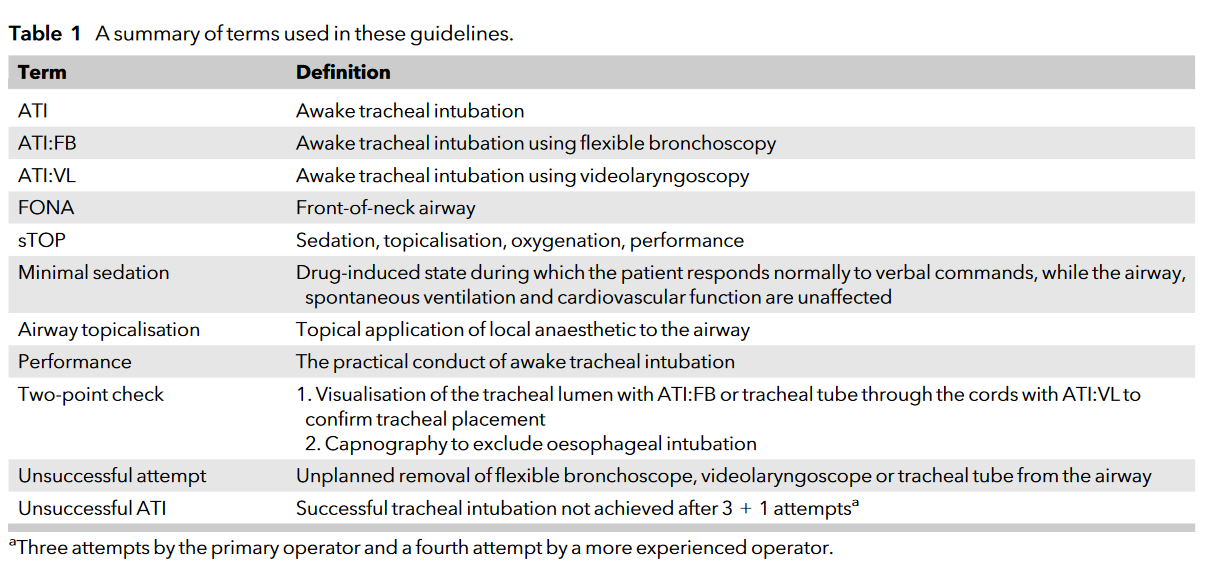 Table 1 A summary of terms used in these guidelines.
Term Definition
ATI Awake tracheal intubation
ATI:FB Awake tracheal intubation using flexible bronchoscopy
ATI:VL Awake tracheal intubation using videolaryngoscopy
FONA Front-of-neck airway
sTOP Sedation, topicalisation, oxygenation, performance
Minimal sedation Drug-induced state during which the patient responds normally to verbal commands, while the airway,
spontaneous ventilation and cardiovascular function are unaffected
Airway topicalisation Topical application of local anaesthetic to the airway
Performance The practical conduct of awake tracheal intubation
Two-point check 1. Visualisation of the tracheal lumen with ATI:FB or tracheal tube through the cords with ATI:VL to
confirm tracheal placement
2. Capnography to exclude oesophageal intubation
Unsuccessful attempt Unplanned removal of flexible bronchoscope, videolaryngoscope or tracheal tube from the airway
Unsuccessful ATI Successful tracheal intubation not achieved after 3 + 1 attemptsᵃ
ᵃThree attempts by the primary operator and a fourth attempt by a more experienced operator.